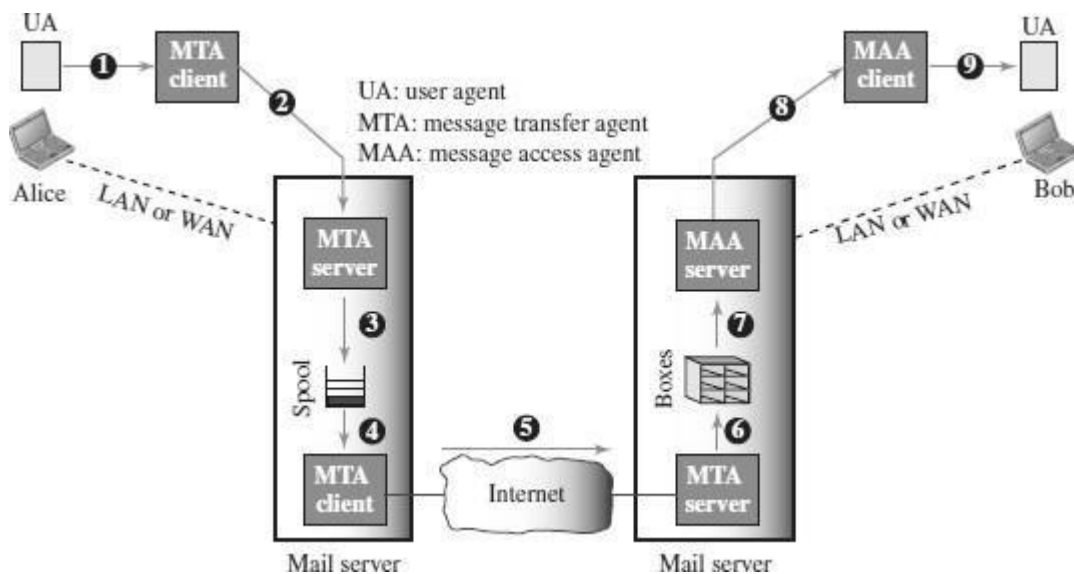 UA
1
MTA
client
2
UA: user agent
MTA: message transfer agent
MAA: message access agent
8
MAA
client
9
UA
Alice
LAN or WAN
LAN or WAN
Bob
MTA
server
3
Spool
4
MTA
client
5
Internet
MAA
server
7
Boxes
6
MTA
server
Mail server
Mail server